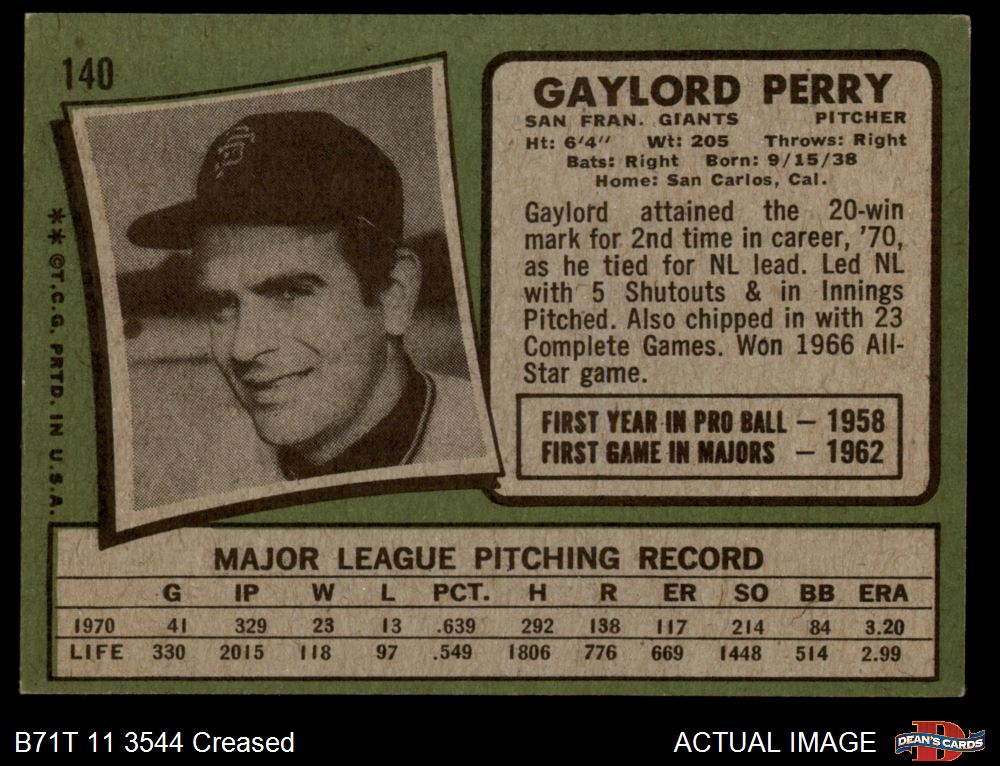 140
GAYLORD PERRY
SAN FRAN. GIANTS PITCHER
Ht: 6'4" Wt: 205 Throws: Right
Bats: Right Born: 9/15/38
Home: San Carlos, Cal.
Gaylord attained the 20-win
mark for 2nd time in career, '70,
as he tied for NL lead. Led NL
with 5 Shutouts & in Innings
Pitched. Also chipped in with 23
Complete Games. Won 1966 All-
Star game.
FIRST YEAR IN PRO BALL — 1958
FIRST GAME IN MAJORS — 1962
**©T.C.G. PRTD. IN U.S.A.
MAJOR LEAGUE PITCHING RECORD
G IP W L PCT. H R ER SO BB ERA
1970 41 329 23 13 .639 292 138 117 214 84 3.20
LIFE 330 2015 118 97 .549 1806 776 669 1448 514 2.99
B71T 11 3544 Creased
ACTUAL IMAGE
DEAN'S CARDS